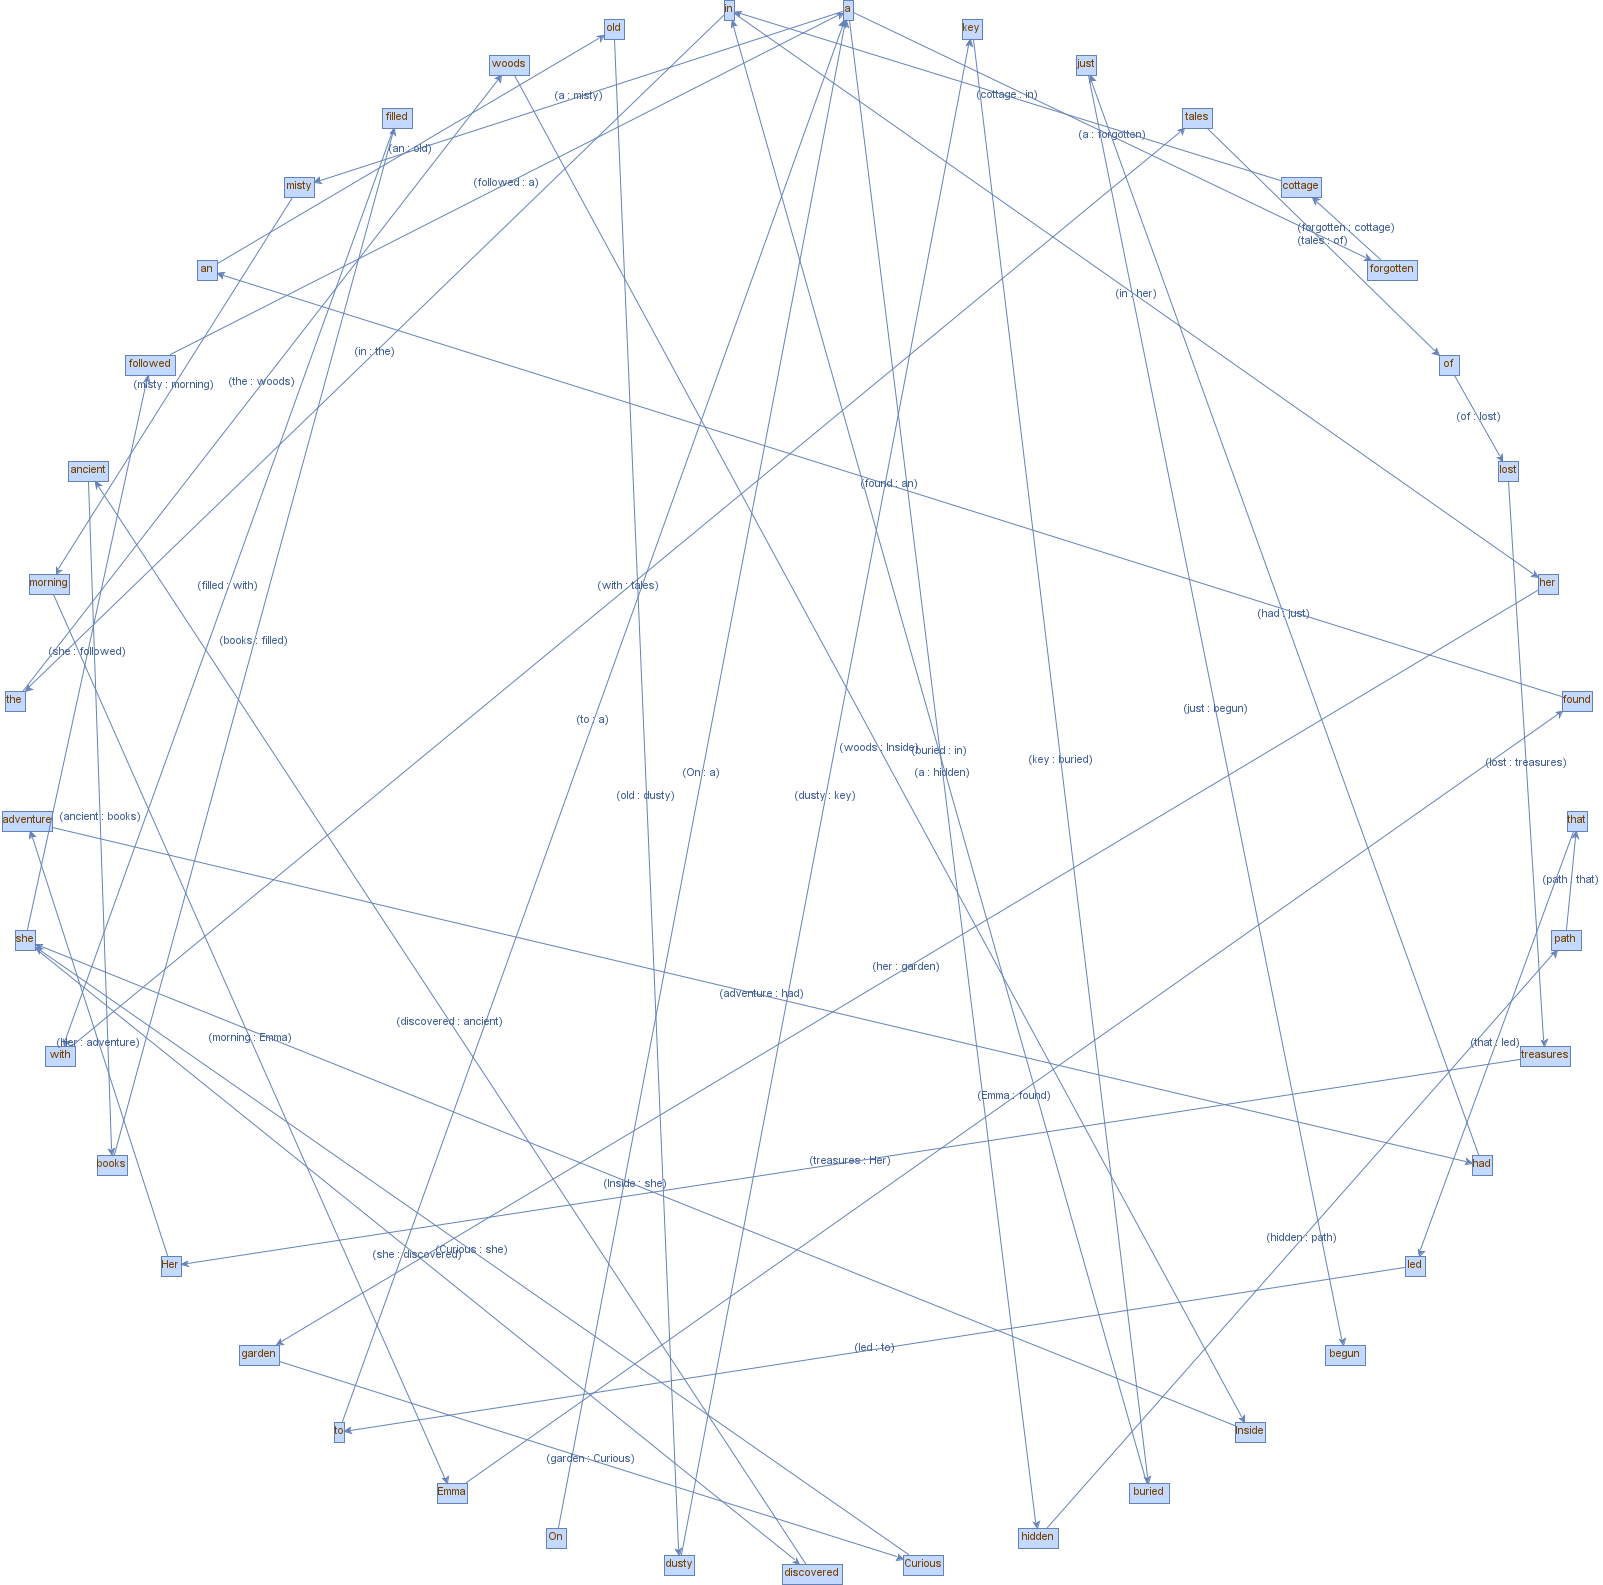 in
a
old
key
woods
just
(a : misty)
(cottage : in)
filled
tales
(a : forgotten)
(an : old)
misty
(followed : a)
cottage
(forgotten : cottage)
(tales : of)
an
forgotten
(in : her)
(in : the)
followed
of
(misty : morning)
(the : woods)
(of : lost)
ancient
lost
(found : an)
morning
(filled : with)
(with : tales)
her
(had : just)
(books : filled)
(she : followed)
the
found
(just : begun)
(to : a)
(woods : Inside)
(buried : in)
(key : buried)
(lost : treasures)
(On : a)
(a : hidden)
(old : dusty)
(dusty : key)
adventure
(ancient : books)
that
(path : that)
she
path
(her : garden)
(adventure : had)
(discovered : ancient)
(morning : Emma)
(Her : adventure)
(that : led)
with
treasures
(Emma : found)
books
(treasures : Her)
had
(Inside : she)
(hidden : path)
(Curious : she)
(she : discovered)
Her
led
(led : to)
garden
begun
to
Inside
(garden : Curious)
Emma
buried
On
hidden
dusty
discovered
Curious